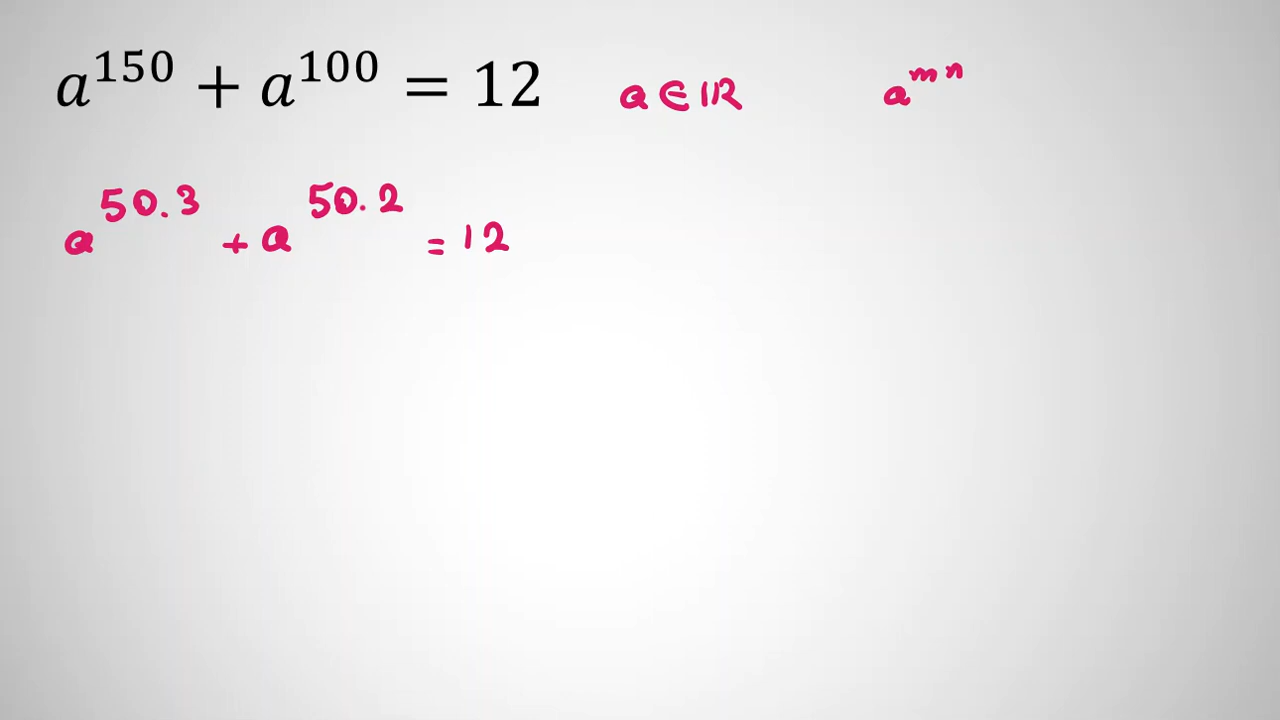 a^{150} + a^{100} = 12 a ∈ ℝ a^{mn}
a^{50.3} + a^{50.2} = 12